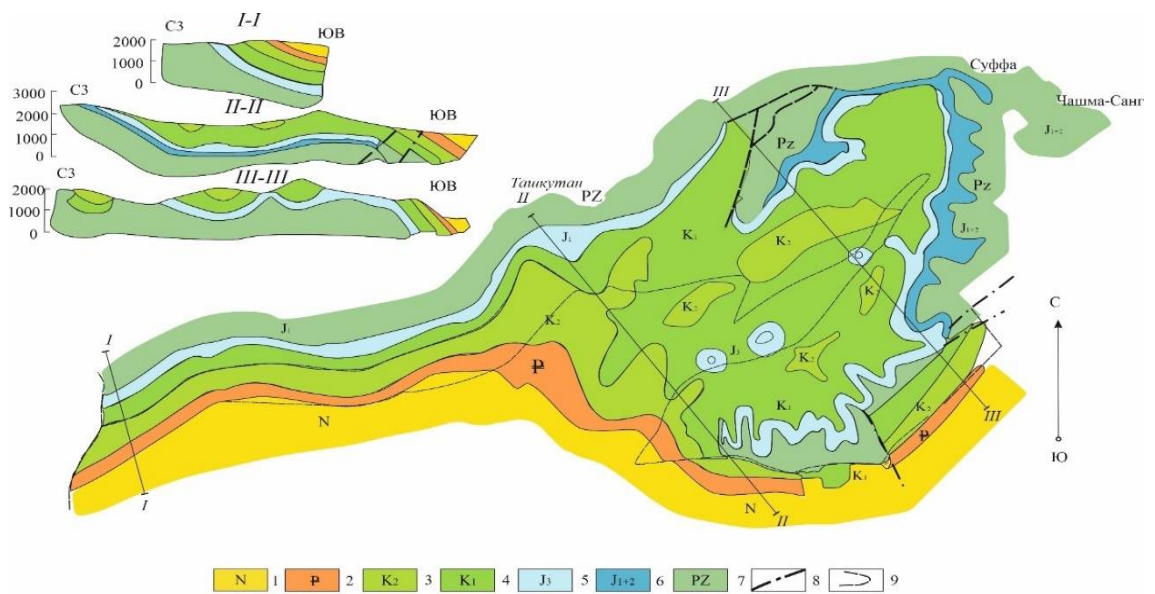 I-I
СЗ
ЮВ
2000
1000
0
II-II
СЗ
ЮВ
3000
2000
1000
0
III-III
СЗ
ЮВ
2000
1000
0
Суффа
Чашма-Санг
J1+2
III
PZ
Ташкутан
II
PZ
Pz
J1
K1
K2
J1+2
K2
С
K2
K2
J1
I
J3
K2
K1
K2
III
Ꝑ
Ꝑ
N
Ю
K1
I
N
II
N 1
Ꝑ 2
K2 3
K1 4
J3 5
J1+2 6
PZ 7
8
9